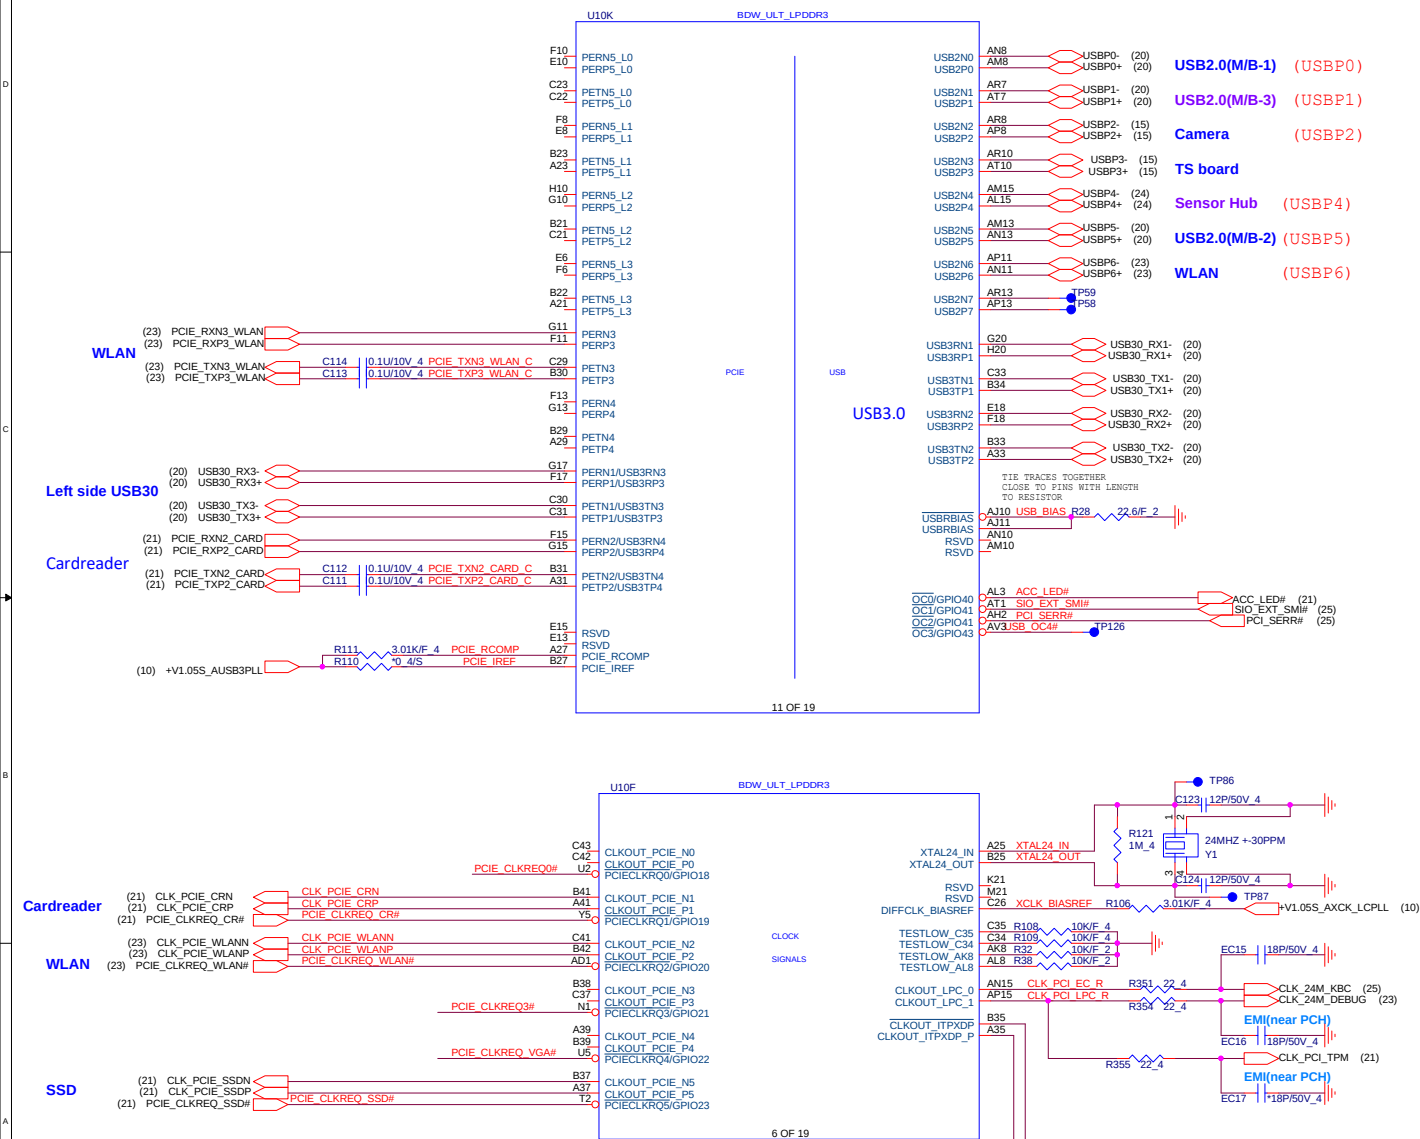 U10K BDW_ULT_LPDDR3
D
F10 PERN5_L0
E10 PERP5_L0
C23 PETN5_L0
C22 PETP5_L0
F8 PERN5_L1
E8 PERP5_L1
B23 PETN5_L1
A23 PETP5_L1
H10 PERN5_L2
G10 PERP5_L2
B21 PETN5_L2
C21 PETP5_L2
E6 PERN5_L3
F6 PERP5_L3
B22 PETN5_L3
A21 PETP5_L3
WLAN
(23) PCIE_RXN3_WLAN G11 PERN3
(23) PCIE_RXP3_WLAN F11 PERP3
(23) PCIE_TXN3_WLAN C114 0.1U/10V_4 PCIE_TXN3_WLAN_C C29 PETN3
(23) PCIE_TXP3_WLAN C113 0.1U/10V_4 PCIE_TXP3_WLAN_C B30 PETP3
F13 PERN4
G13 PERP4
B29 PETN4
A29 PETP4
C
Left side USB30
(20) USB30_RX3- G17 PERN1/USB3RN3
(20) USB30_RX3+ F17 PERP1/USB3RP3
(20) USB30_TX3- C30 PETN1/USB3TN3
(20) USB30_TX3+ C31 PETP1/USB3TP3
Cardreader
(21) PCIE_RXN2_CARD F15 PERN2/USB3RN4
(21) PCIE_RXP2_CARD G15 PERP2/USB3RP4
(21) PCIE_TXN2_CARD C112 0.1U/10V_4 PCIE_TXN2_CARD_C B31 PETN2/USB3TN4
(21) PCIE_TXP2_CARD C111 0.1U/10V_4 PCIE_TXP2_CARD_C A31 PETP2/USB3TP4
E15 RSVD
E13 RSVD
R111 3.01K/F_4 PCIE_RCOMP A27 PCIE_RCOMP
R110 *0_4/S PCIE_IREF B27 PCIE_IREF
(10) +V1.05S_AUSB3PLL
PCIE USB
USB3.0
USB2N0 AN8 USBP0- (20)
USB2P0 AM8 USBP0+ (20)
USB2.0(M/B-1) (USBP0)
USB2N1 AR7 USBP1- (20)
USB2P1 AT7 USBP1+ (20)
USB2.0(M/B-3) (USBP1)
USB2N2 AR8 USBP2- (15)
USB2P2 AP8 USBP2+ (15)
Camera (USBP2)
USB2N3 AR10 USBP3- (15)
USB2P3 AT10 USBP3+ (15)
TS board
USB2N4 AM15 USBP4- (24)
USB2P4 AL15 USBP4+ (24)
Sensor Hub (USBP4)
USB2N5 AM13 USBP5- (20)
USB2P5 AN13 USBP5+ (20)
USB2.0(M/B-2) (USBP5)
USB2N6 AP11 USBP6- (23)
USB2P6 AN11 USBP6+ (23)
WLAN (USBP6)
USB2N7 AR13 TP59
USB2P7 AP13 TP58
USB3RN1 G20 USB30_RX1- (20)
USB3RP1 H20 USB30_RX1+ (20)
USB3TN1 C33 USB30_TX1- (20)
USB3TP1 B34 USB30_TX1+ (20)
USB3RN2 E18 USB30_RX2- (20)
USB3RP2 F18 USB30_RX2+ (20)
USB3TN2 B33 USB30_TX2- (20)
USB3TP2 A33 USB30_TX2+ (20)
TIE TRACES TOGETHER
CLOSE TO PINS WITH LENGTH
TO RESISTOR
USBRBIAS AJ10 USB_BIAS R28 22.6/F_2
USBRBIAS AJ11
RSVD AN10
RSVD AM10
OC0/GPIO40 AL3 ACC_LED# ACC_LED# (21)
OC1/GPIO41 AT1 SIO_EXT_SMI# SIO_EXT_SMI# (25)
OC2/GPIO41 AH2 PCI_SERR# PCI_SERR# (25)
OC3/GPIO43 AV3 USB_OC4# TP126
11 OF 19
B
U10F BDW_ULT_LPDDR3
C43 CLKOUT_PCIE_N0
C42 CLKOUT_PCIE_P0
PCIE_CLKREQ0# U2 PCIECLKRQ0/GPIO18
Cardreader
(21) CLK_PCIE_CRN CLK_PCIE_CRN B41 CLKOUT_PCIE_N1
(21) CLK_PCIE_CRP CLK_PCIE_CRP A41 CLKOUT_PCIE_P1
(21) PCIE_CLKREQ_CR# PCIE_CLKREQ_CR# Y5 PCIECLKRQ1/GPIO19
WLAN
(23) CLK_PCIE_WLANN CLK_PCIE_WLANN C41 CLKOUT_PCIE_N2
(23) CLK_PCIE_WLANP CLK_PCIE_WLANP B42 CLKOUT_PCIE_P2
(23) PCIE_CLKREQ_WLAN# PCIE_CLKREQ_WLAN# AD1 PCIECLKRQ2/GPIO20
B38 CLKOUT_PCIE_N3
C37 CLKOUT_PCIE_P3
PCIE_CLKREQ3# N1 PCIECLKRQ3/GPIO21
A39 CLKOUT_PCIE_N4
B39 CLKOUT_PCIE_P4
PCIE_CLKREQ_VGA# U5 PCIECLKRQ4/GPIO22
SSD
(21) CLK_PCIE_SSDN B37 CLKOUT_PCIE_N5
(21) CLK_PCIE_SSDP A37 CLKOUT_PCIE_P5
(21) PCIE_CLKREQ_SSD# PCIE_CLKREQ_SSD# T2 PCIECLKRQ5/GPIO23
A
CLOCK
SIGNALS
TP86
C123 12P/50V_4
R121
1M_4
1 2
24MHZ +-30PPM
Y1
3 4
C124 12P/50V_4
TP87
XTAL24_IN A25 XTAL24_IN
XTAL24_OUT B25 XTAL24_OUT
RSVD K21
RSVD M21
DIFFCLK_BIASREF C26 XCLK_BIASREF R106 3.01K/F_4 +V1.05S_AXCK_LCPLL (10)
TESTLOW_C35 C35 R108 10K/F_4
TESTLOW_C34 C34 R109 10K/F_4
TESTLOW_AK8 AK8 R32 10K/F_2
TESTLOW_AL8 AL8 R38 10K/F_2
EC15 18P/50V_4
CLKOUT_LPC_0 AN15 CLK_PCI_EC_R R351 22_4 CLK_24M_KBC (25)
CLKOUT_LPC_1 AP15 CLK_PCI_LPC_R R354 22_4 CLK_24M_DEBUG (23)
EMI(near PCH)
CLKOUT_ITPXDP B35
CLKOUT_ITPXDP_P A35
EC16 18P/50V_4
R355 22_4 CLK_PCI_TPM (21)
EMI(near PCH)
EC17 *18P/50V_4
6 OF 19